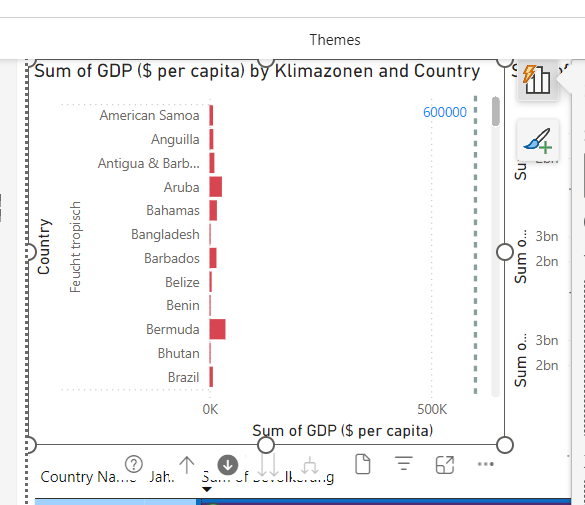 Themes
Sum of GDP ($ per capita) by Klimazonen and Country
600000
American Samoa
Anguilla
Antigua & Barb...
Aruba
Bahamas
Bangladesh
Barbados
Belize
Benin
Bermuda
Bhutan
Brazil
Country
Feucht tropisch
0K
500K
Sum of GDP ($ per capita)
Su
Sum o...
3bn
2bn
Sum o...
3bn
2bn
Country Na...
Jah.
Sum of Bevölkerung